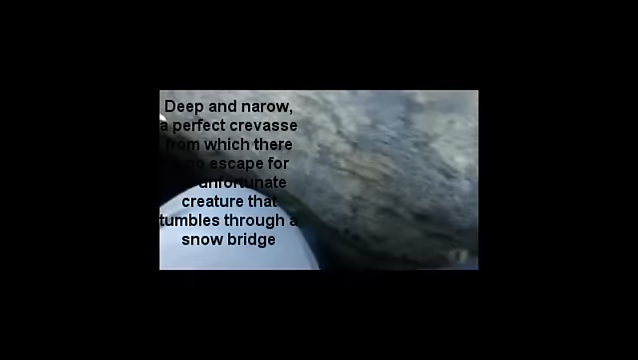 Deep and narow,
a perfect crevasse
from which there
no escape for
unfortunate
creature that
tumbles through a
snow bridge